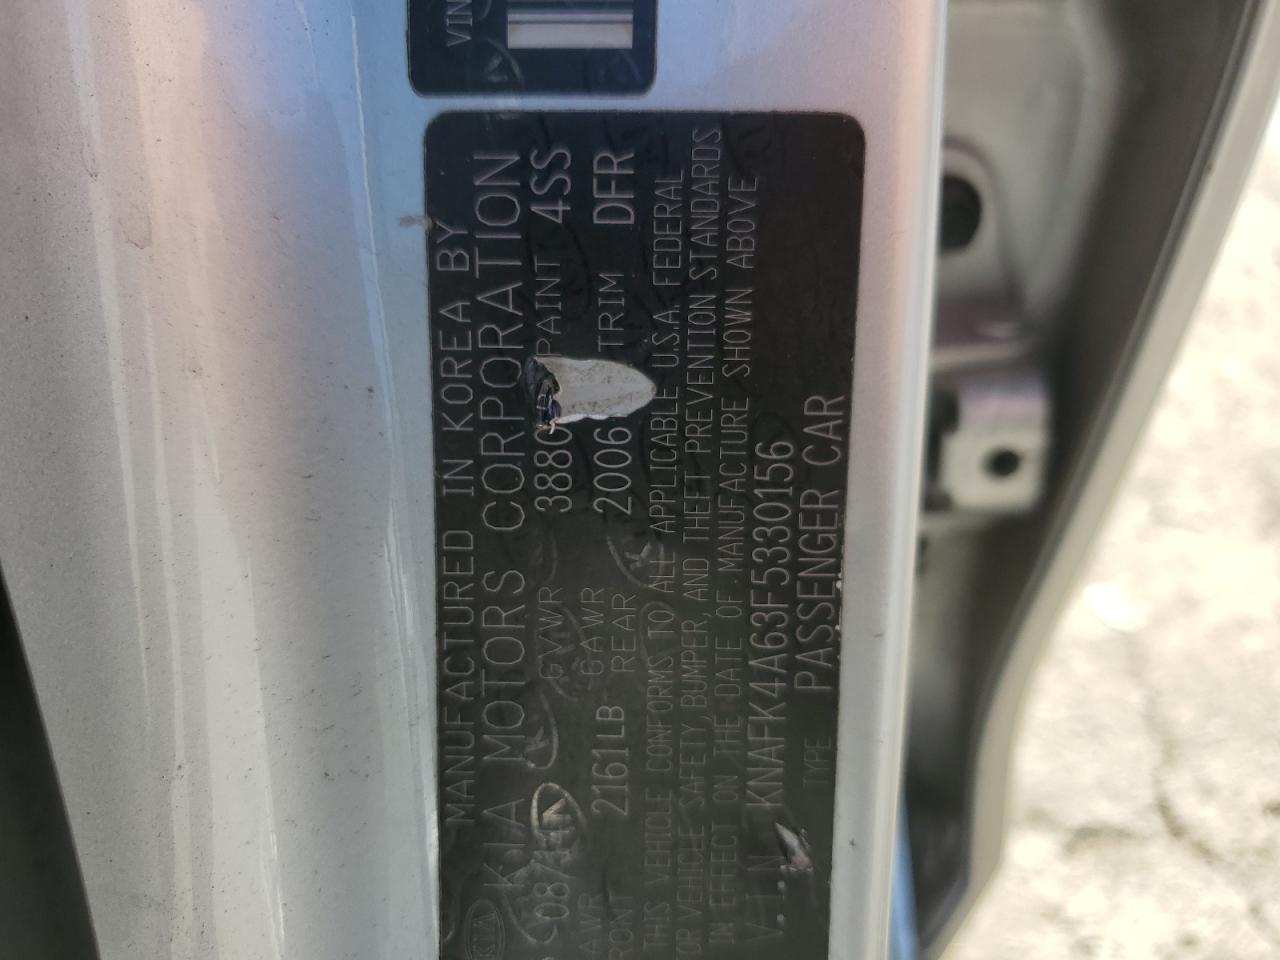 VIN
MANUFACTURED IN KOREA BY
KIA KIA MOTORS CORPORATION
GVWR 3880 PAINT 4SS
2161LB GAWR REAR 2006 TRIM DFR
THIS VEHICLE CONFORMS TO ALL APPLICABLE U.S.A. FEDERAL
VEHICLE SAFETY, BUMPER, AND THEFT PREVENTION STANDARDS
IN EFFECT ON THE DATE OF MANUFACTURE SHOWN ABOVE
V.I.N KNAFK4A63F5330156
TYPE PASSENGER CAR